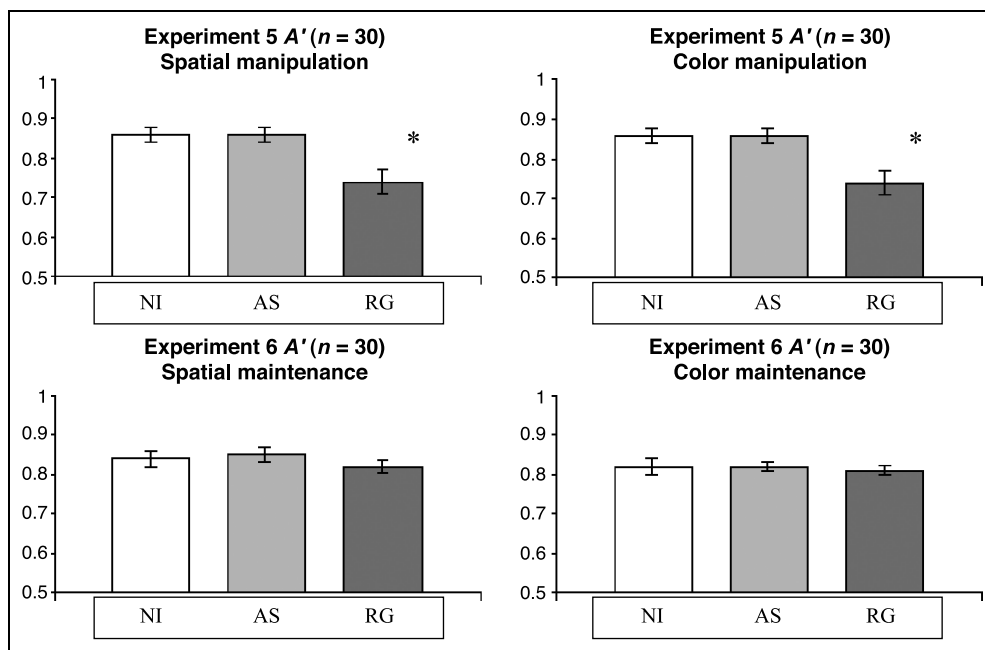 Experiment 5 A′ (n = 30)
Spatial manipulation
1
0.9
0.8
0.7
0.6
0.5
*
NI AS RG
Experiment 5 A′ (n = 30)
Color manipulation
1
0.9
0.8
0.7
0.6
0.5
*
NI AS RG
Experiment 6 A′ (n = 30)
Spatial maintenance
1
0.9
0.8
0.7
0.6
0.5
NI AS RG
Experiment 6 A′ (n = 30)
Color maintenance
1
0.9
0.8
0.7
0.6
0.5
NI AS RG